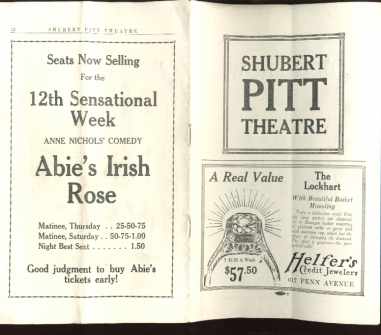 SHUBERT PITT THEATRE
Seats Now Selling
For the
12th Sensational
Week
ANNE NICHOLS' COMEDY
Abie's Irish
Rose
Matinee, Thursday . . 25-50-75
Matinee, Saturday . . 50-75-1.00
Night Best Seat . . . . . . . 1.50
Good judgment to buy Abie's
tickets early!
SHUBERT
PITT
THEATRE
A Real Value
$57.50
The
Lockhart
With Beautiful Basket
Mounting
Helfer's
Credit Jewelers
617 PENN AVENUE